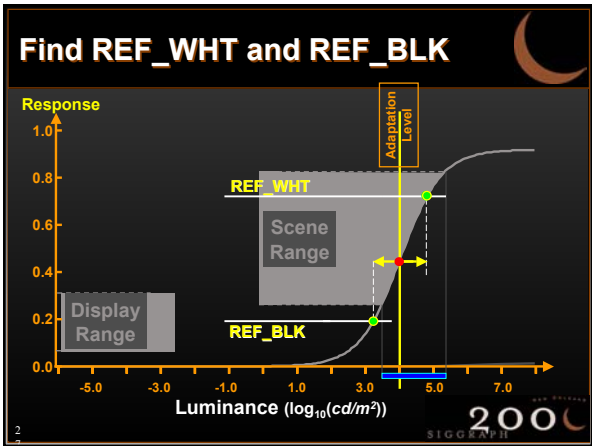 Find REF_WHT and REF_BLK
Response
Adaptation
Level
1.0
0.8
REF_WHT
0.6
Scene
Range
0.4
Display
Range
0.2
REF_BLK
0.0
-5.0 -3.0 -1.0 1.0 3.0 5.0 7.0
Luminance (log10(cd/m2))
NEW ORLEANS
200
SIGGRAPH
2